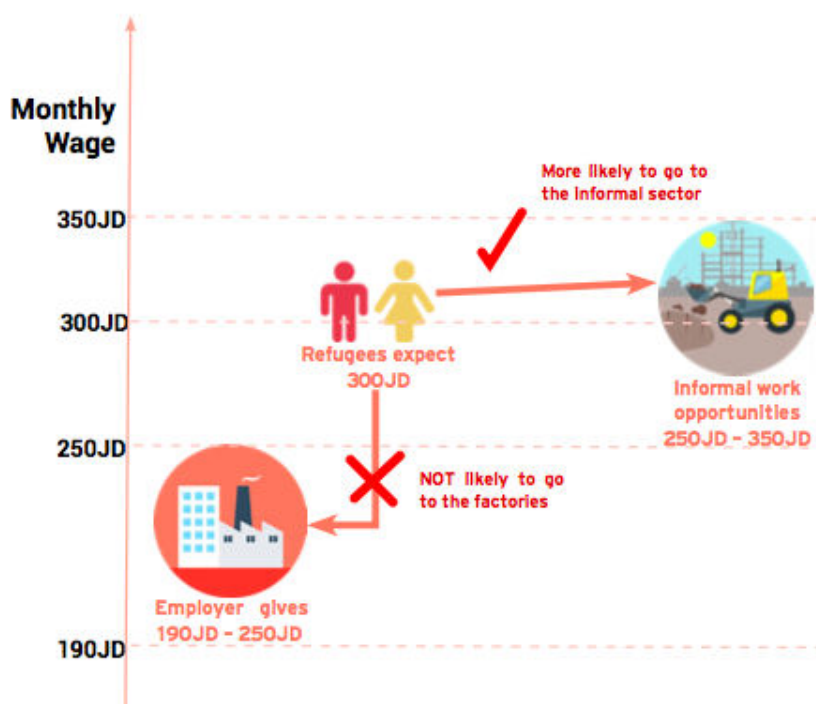 Monthly
Wage
More likely to go to
the informal sector
350JD
300JD
Refugees expect
300JD
Informal work
opportunities
250JD - 350JD
250JD
NOT likely to go
to the factories
Employer gives
190JD - 250JD
190JD